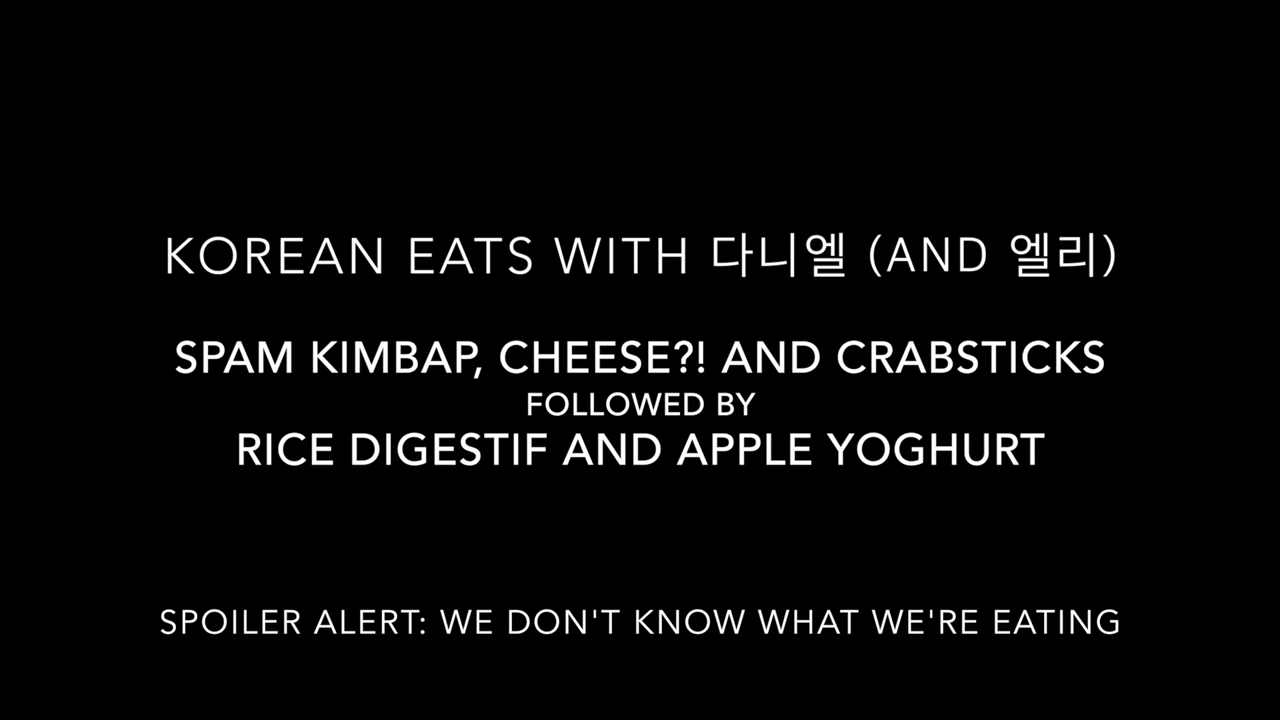 KOREAN EATS WITH 다니엘 (AND 엘리)
SPAM KIMBAP, CHEESE?! AND CRABSTICKS
FOLLOWED BY
RICE DIGESTIF AND APPLE YOGHURT
SPOILER ALERT: WE DON'T KNOW WHAT WE'RE EATING